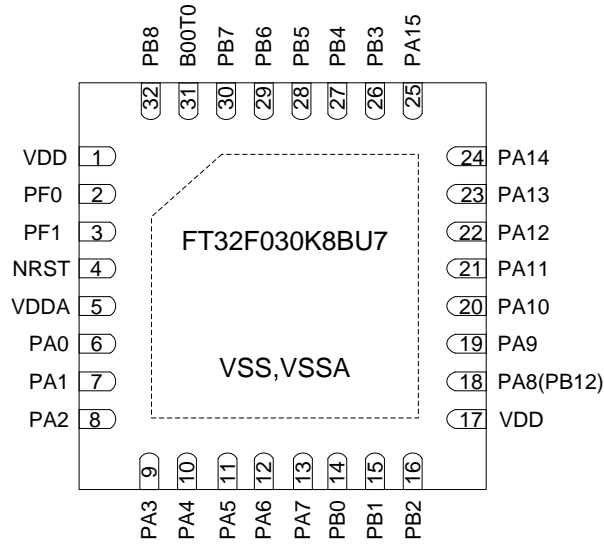 PB8
B00T0
PB7
PB6
PB5
PB4
PB3
PA15
32
31
30
29
28
27
26
25
VDD 1
PF0 2
PF1 3
NRST 4
VDDA 5
PA0 6
PA1 7
PA2 8
24 PA14
23 PA13
22 PA12
21 PA11
20 PA10
19 PA9
18 PA8(PB12)
17 VDD
FT32F030K8BU7
VSS,VSSA
9
10
11
12
13
14
15
16
PA3
PA4
PA5
PA6
PA7
PB0
PB1
PB2